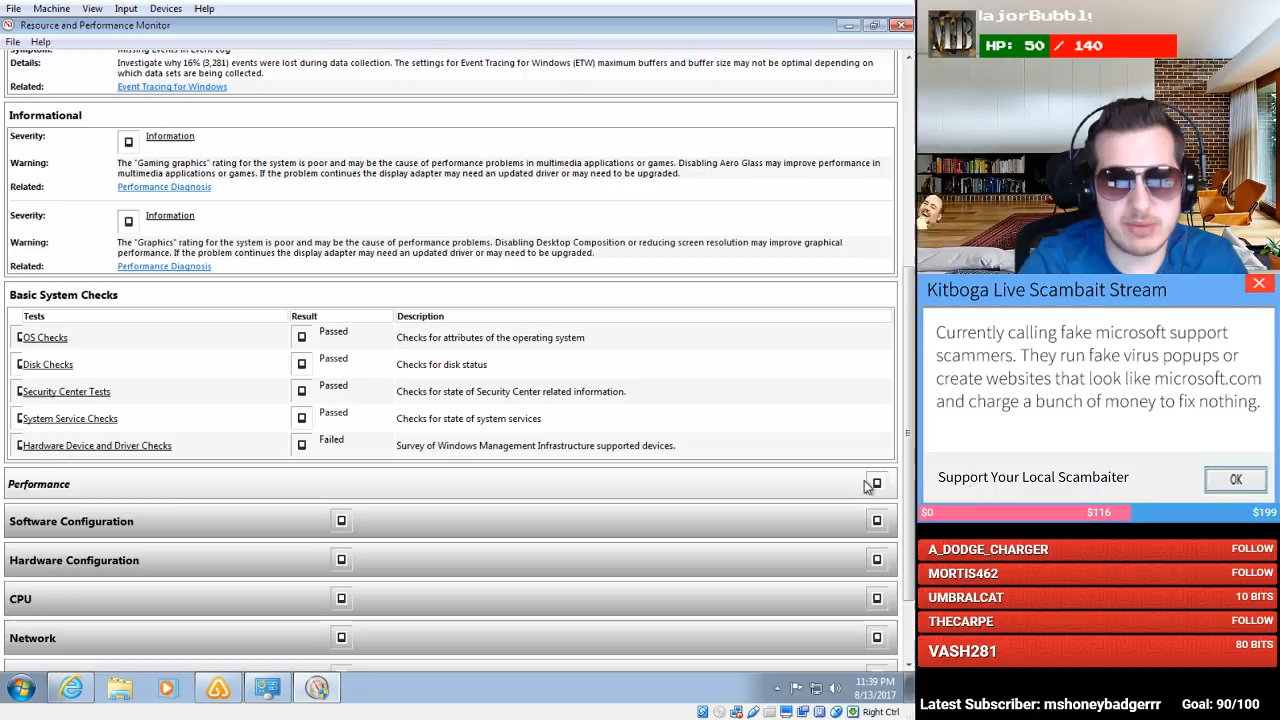 File Machine View Input Devices Help
Resource and Performance Monitor
File Help
Symptom: Missing Events in Event Log
Details: Investigate why 16% (3,281) events were lost during data collection. The settings for Event Tracing for Windows (ETW) maximum buffers and buffer size may not be optimal depending on
which data sets are being collected.
Related: Event Tracing for Windows
Informational
Severity: Information
Warning: The "Gaming graphics" rating for the system is poor and may be the cause of performance problems in multimedia applications or games. Disabling Aero Glass may improve performance in
multimedia applications or games. If the problem continues the display adapter may need an updated driver or may need to be upgraded.
Related: Performance Diagnosis
Severity: Information
Warning: The "Graphics" rating for the system is poor and may be the cause of performance problems. Disabling Desktop Composition or reducing screen resolution may improve graphical
performance. If the problem continues the display adapter may need an updated driver or may need to be upgraded.
Related: Performance Diagnosis
Basic System Checks
Tests Result Description
OS Checks Passed Checks for attributes of the operating system
Disk Checks Passed Checks for disk status
Security Center Tests Passed Checks for state of Security Center related information.
System Service Checks Passed Checks for state of system services
Hardware Device and Driver Checks Failed Survey of Windows Management Infrastructure supported devices.
Performance
Software Configuration
Hardware Configuration
CPU
Network
11:39 PM
8/13/2017
Right Ctrl
MB
ajorBubbly
HP: 50 / 140
Kitboga Live Scambait Stream
Currently calling fake microsoft support
scammers. They run fake virus popups or
create websites that look like microsoft.com
and charge a bunch of money to fix nothing.
Support Your Local Scambaiter OK
$0 $116 $199
A_DODGE_CHARGER FOLLOW
MORTIS462 FOLLOW
UMBRALCAT 10 BITS
THECARPE FOLLOW
VASH281 80 BITS
Latest Subscriber: mshoneybadgerrr Goal: 90/100